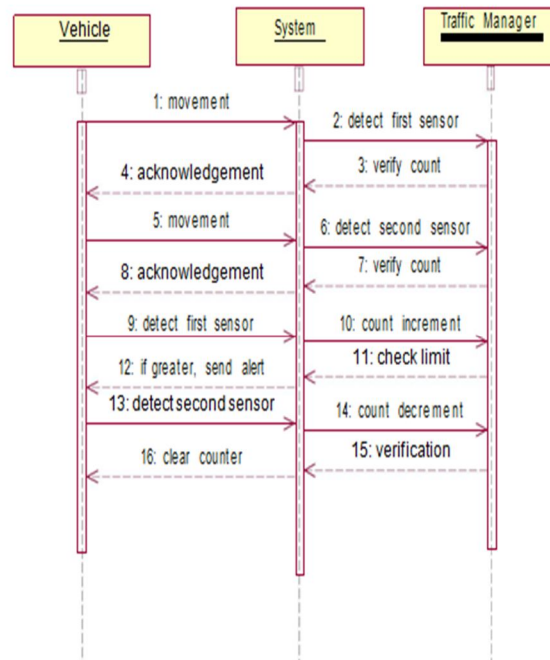 Vehicle
System
Traffic Manager
1: movement
2: detect first sensor
3: verify count
4: acknowledgement
5: movement
6: detect second sensor
7: verify count
8: acknowledgement
9: detect first sensor
10: count increment
11: check limit
12: if greater, send alert
13: detect second sensor
14: count decrement
15: verification
16: clear counter